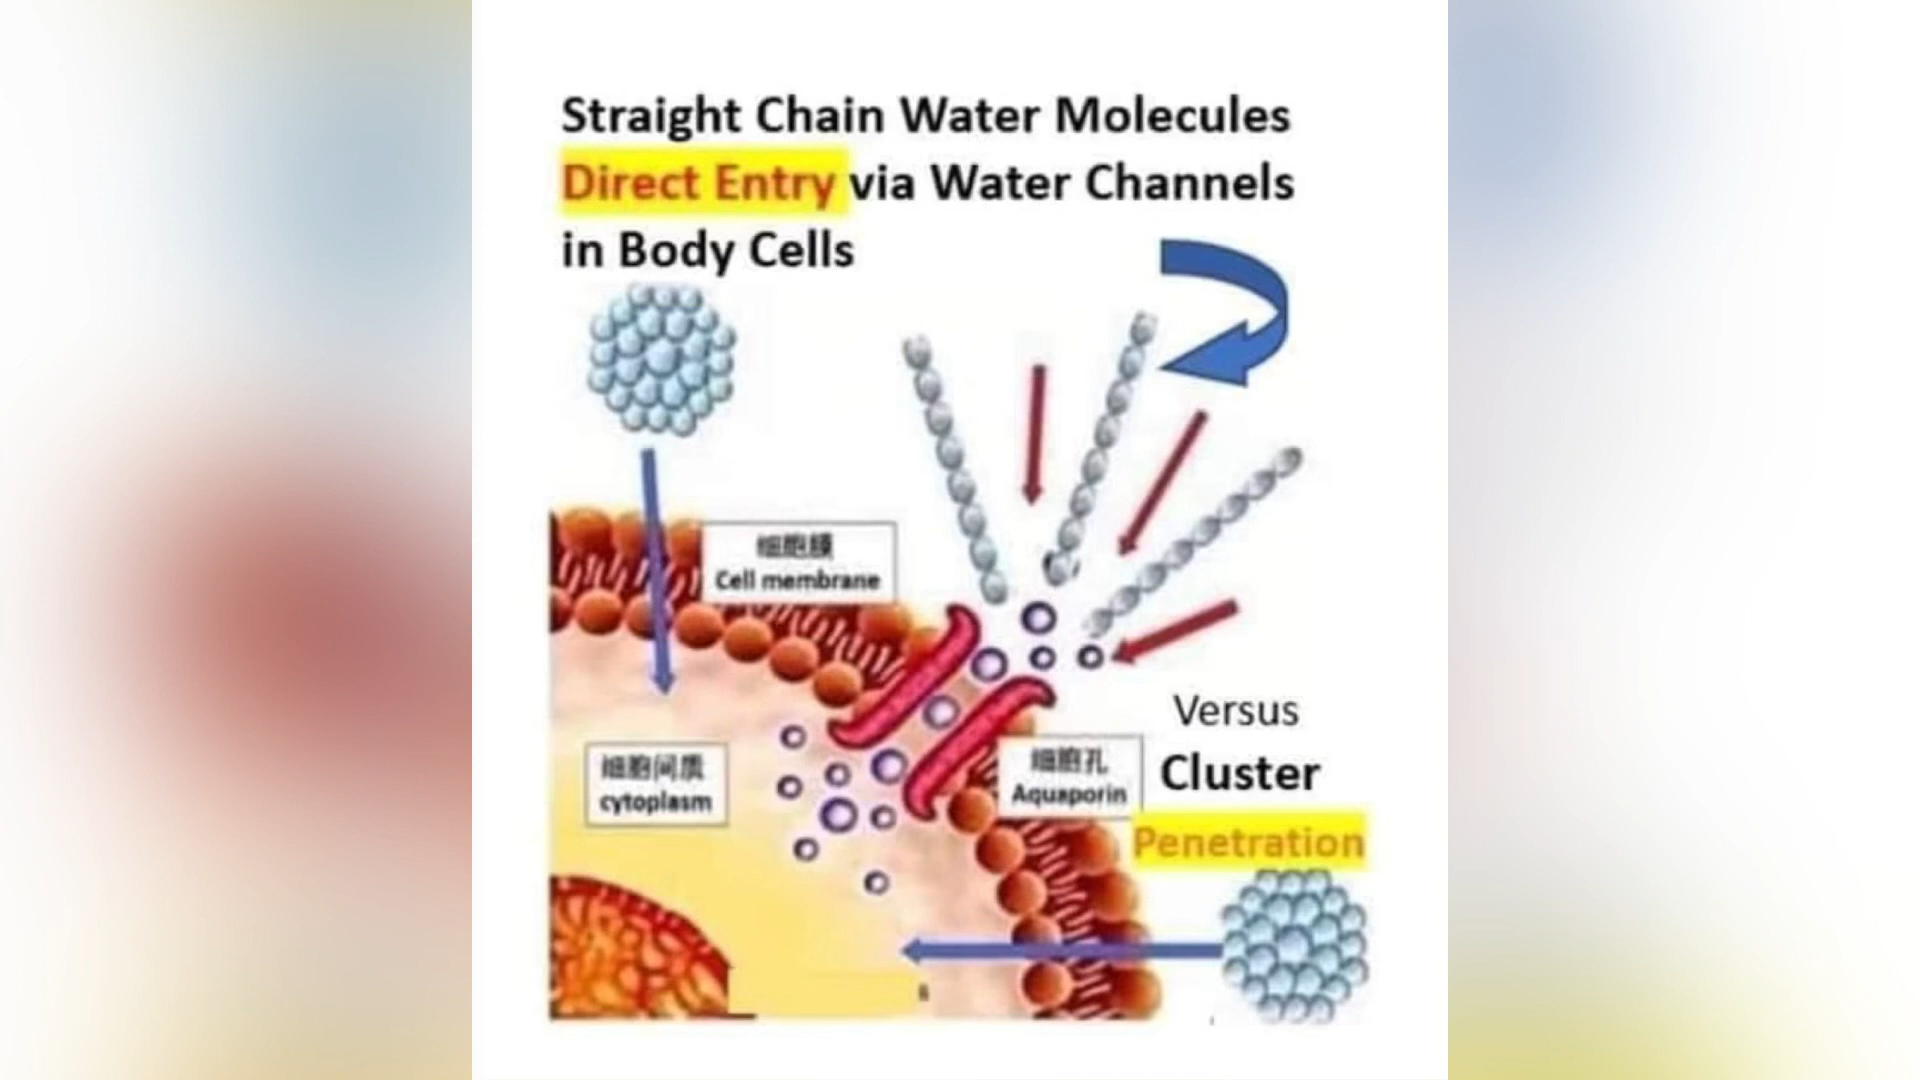 Straight Chain Water Molecules
Direct Entry via Water Channels
in Body Cells
细胞膜
Cell membrane
细胞间质
cytoplasm
细胞孔
Aquaporin
Versus
Cluster
Penetration